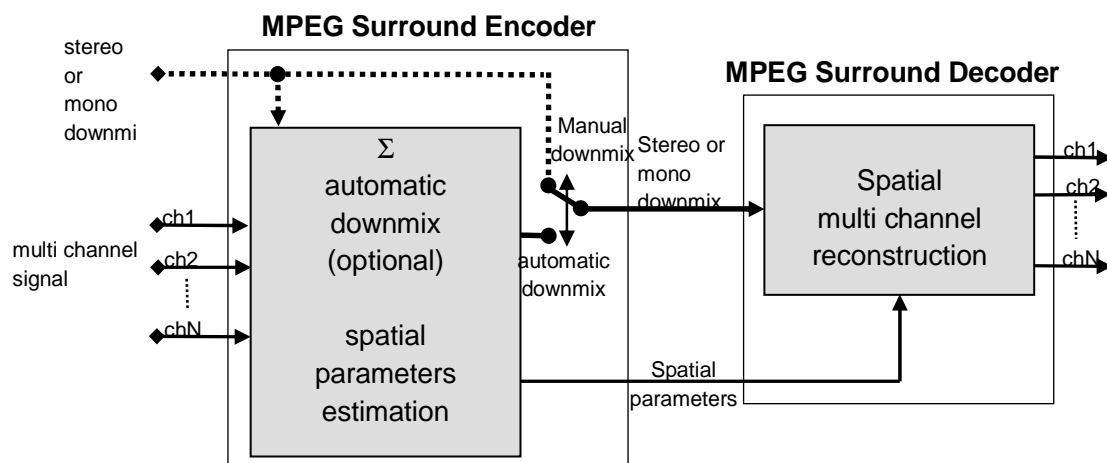 MPEG Surround Encoder
stereo
or
mono
downmi
MPEG Surround Decoder
Manual
downmix
Stereo or
mono
downmix
Σ
automatic
downmix
(optional)
spatial
parameters
estimation
multi channel
signal
ch1
ch2
chN
automatic
downmix
Spatial
parameters
Spatial
multi channel
reconstruction
ch1
ch2
chN